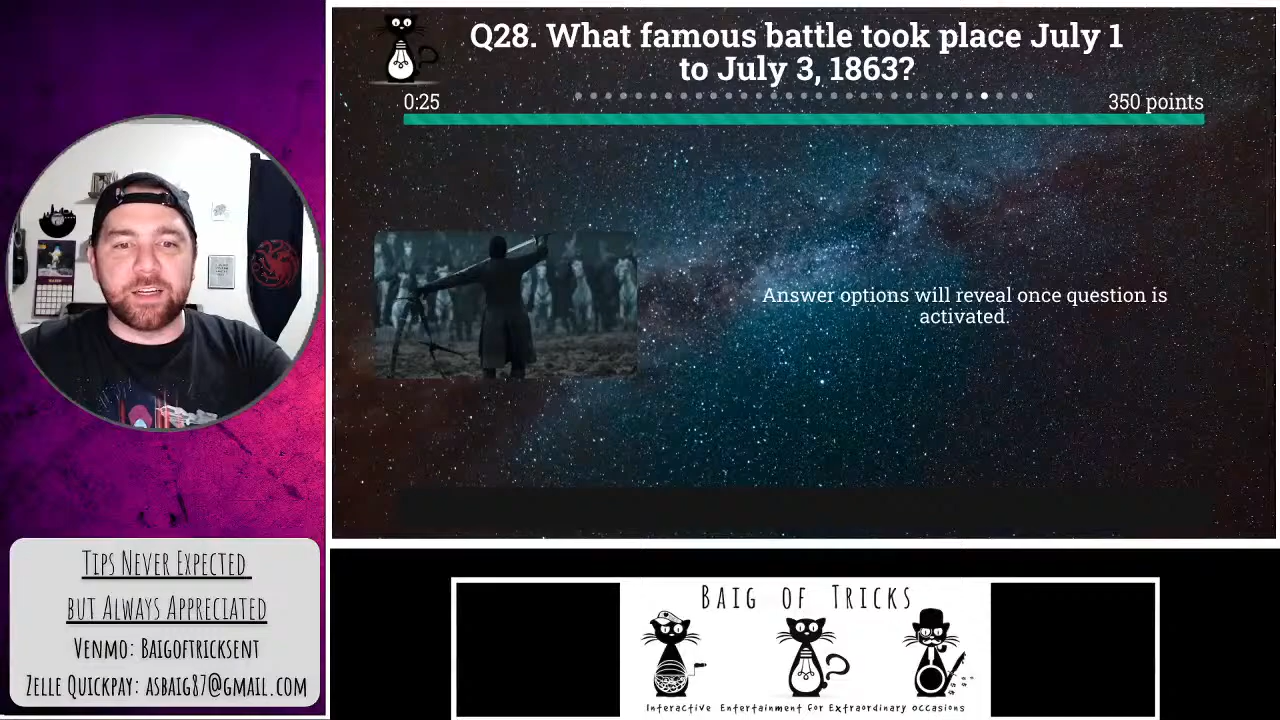 Q28. What famous battle took place July 1
to July 3, 1863?
0:25
350 points
Answer options will reveal once question is
activated.
Tips Never Expected
but Always Appreciated
Venmo: Baigoftricksent
Zelle Quickpay: asbaig87@gmail.com
Baig of Tricks
Interactive Entertainment for Extraordinary Occasions